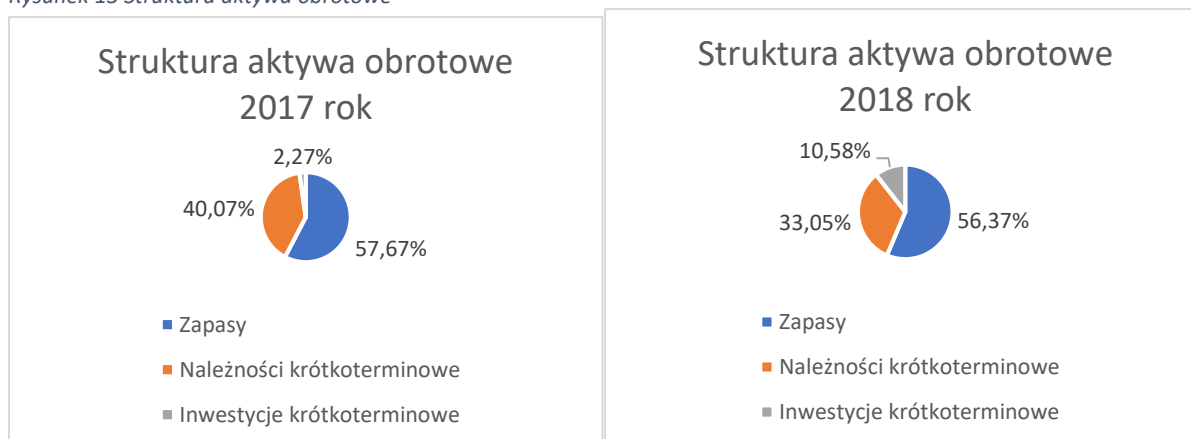 Rysunek 13 Struktura aktywa obrotowe
Struktura aktywa obrotowe
2017 rok
2,27%
40,07%
57,67%
Zapasy
Należności krótkoterminowe
Inwestycje krótkoterminowe
Struktura aktywa obrotowe
2018 rok
10,58%
33,05%
56,37%
Zapasy
Należności krótkoterminowe
Inwestycje krótkoterminowe